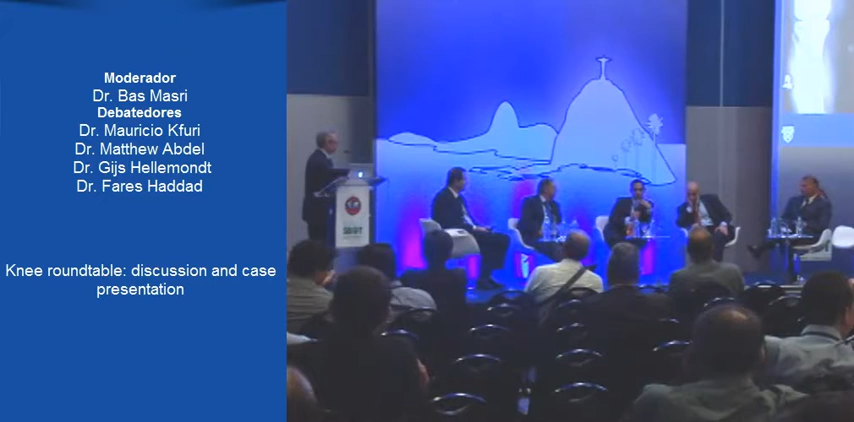 Moderador
Dr. Bas Masri
Debatedores
Dr. Mauricio Kfuri
Dr. Matthew Abdel
Dr. Gijs Hellemondt
Dr. Fares Haddad
Knee roundtable: discussion and case
presentation